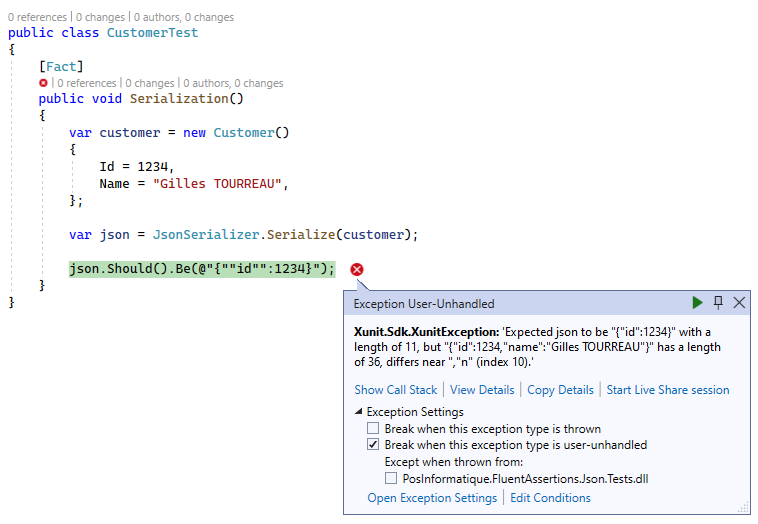 0 references | 0 changes | 0 authors, 0 changes
public class CustomerTest
{
[Fact]
| 0 references | 0 changes | 0 authors, 0 changes
public void Serialization()
{
var customer = new Customer()
{
Id = 1234,
Name = "Gilles TOURREAU",
};
var json = JsonSerializer.Serialize(customer);
json.Should().Be(@"{""id"":1234}");
}
}
Exception User-Unhandled
Xunit.Sdk.XunitException: 'Expected json to be "{"id":1234}" with a
length of 11, but "{"id":1234,"name":"Gilles TOURREAU"}" has a length
of 36, differs near ","n" (index 10).'
Show Call Stack | View Details | Copy Details | Start Live Share session
Exception Settings
Break when this exception type is thrown
Break when this exception type is user-unhandled
Except when thrown from:
PosInformatique.FluentAssertions.Json.Tests.dll
Open Exception Settings | Edit Conditions